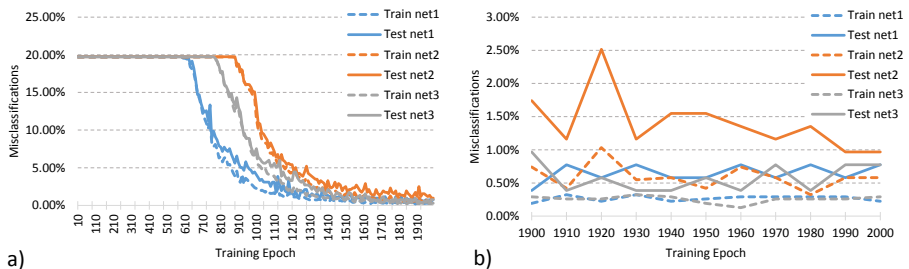 25.00%
20.00%
15.00%
10.00%
5.00%
0.00%
Misclassifications
10 110 210 310 410 510 610 710 810 910 1010 1110 1210 1310 1410 1510 1610 1710 1810 1910
Training Epoch
Train net1
Test net1
Train net2
Test net2
Train net3
Test net3
a)
3.00%
2.50%
2.00%
1.50%
1.00%
0.50%
0.00%
Misclassifications
1900 1910 1920 1930 1940 1950 1960 1970 1980 1990 2000
Training Epoch
Train net1
Test net1
Train net2
Test net2
Train net3
Test net3
b)